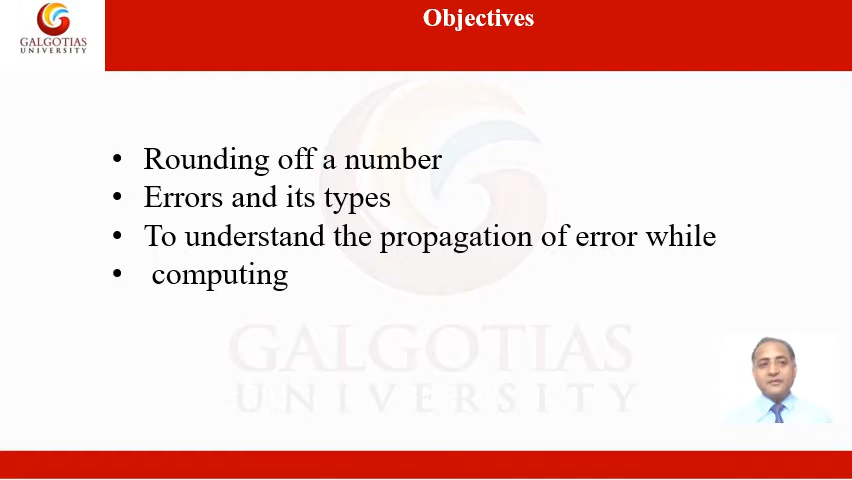 Objectives
GALGOTIAS
UNIVERSITY
• Rounding off a number
• Errors and its types
• To understand the propagation of error while
• computing
GALGOTIAS
UNIVERSITY